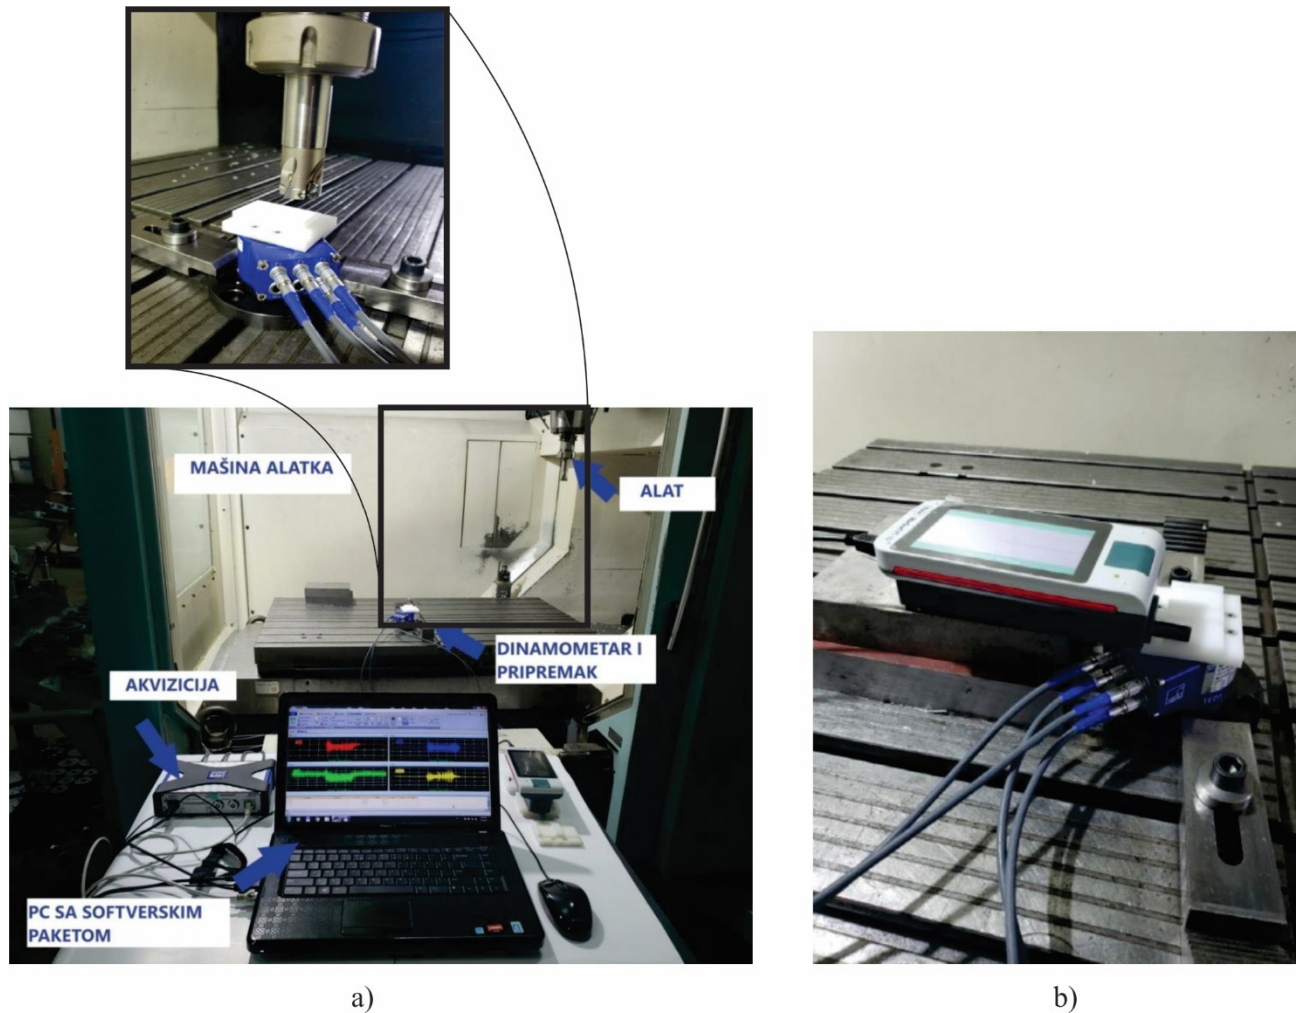 MAŠINA ALATKA
ALAT
DINAMOMETAR I
PRIPREMAK
AKVIZICIJA
PC SA SOFTVERSKIM
PAKETOM
a)
b)